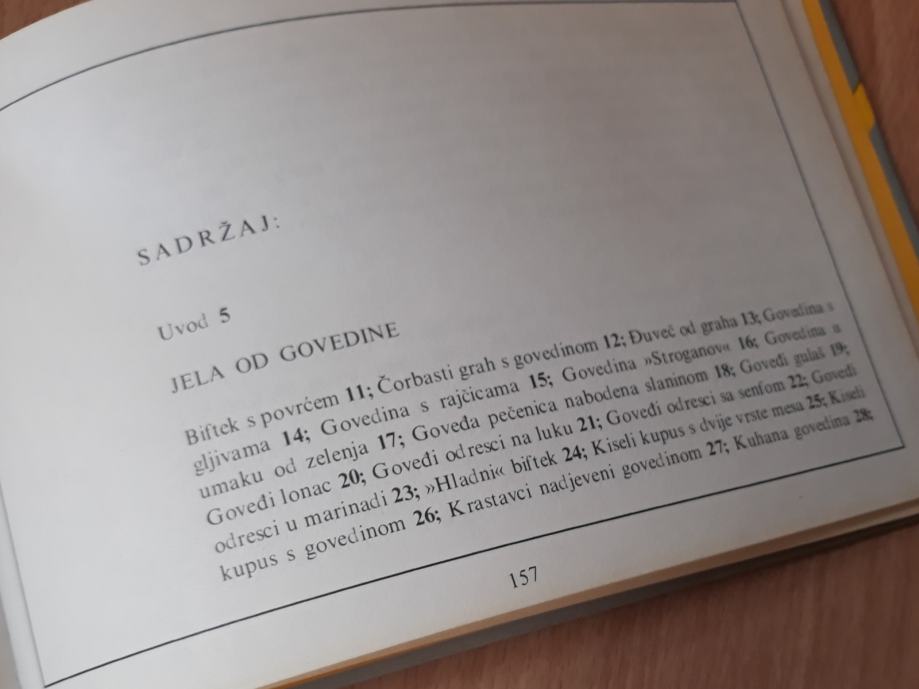 SADRŽAJ:
Uvod 5
JELA OD GOVEDINE
Biftek s povrćem 11; Čorbasti grah s govedinom 12; Đuveč od graha 13; Govedina s
gljivama 14; Govedina s rajčicama 15; Govedina »Stroganov« 16; Govedina u
umaku od zelenja 17; Goveđa pečenica nabodena slaninom 18; Goveđi gulaš 19;
Goveđi lonac 20; Goveđi odresci na luku 21; Goveđi odresci sa senfom 22; Goveđi
odresci u marinadi 23; »Hladni« biftek 24; Kiseli kupus s dvije vrste mesa 25; Kiseli
kupus s govedinom 26; Krastavci nadjeveni govedinom 27; Kuhana govedina 28;
157